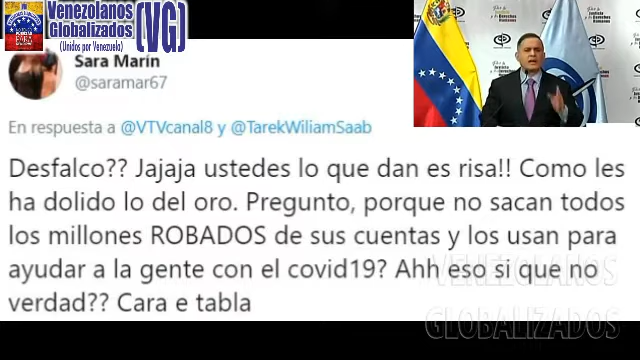 Venezolanos
Globalizados
(Unidos por Venezuela)
(VG)
Sara Marín
@saramar67
En respuesta a @VTVcanal8 y @TarekWiliamSaab
Desfalco?? Jajaja ustedes lo que dan es risa!! Como les
ha dolido lo del oro. Pregunto, porque no sacan todos
los millones ROBADOS de sus cuentas y los usan para
ayudar a la gente con el covid19? Ahh eso si que no
verdad?? Cara e tabla
VENEZOLANOS
GLOBALIZADOS